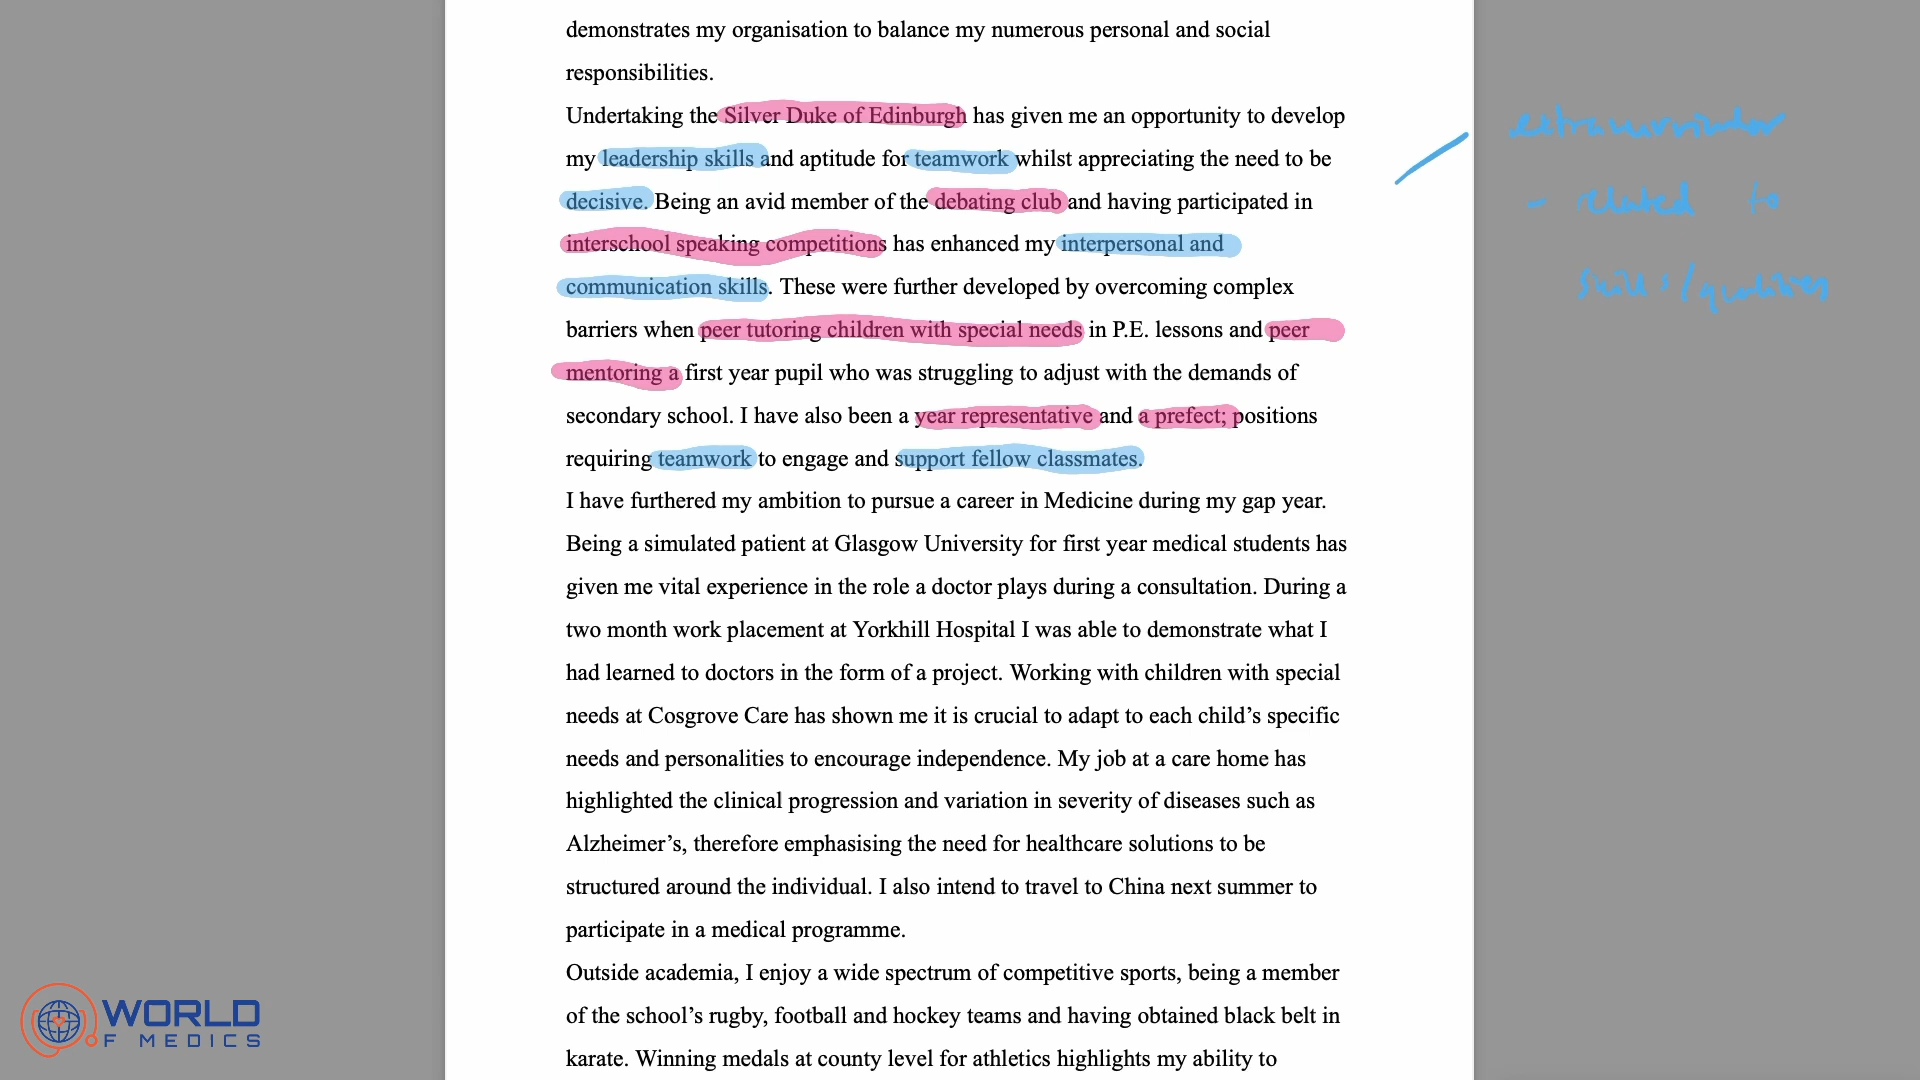 demonstrates my organisation to balance my numerous personal and social
responsibilities.
Undertaking the Silver Duke of Edinburgh has given me an opportunity to develop
my leadership skills and aptitude for teamwork whilst appreciating the need to be
decisive. Being an avid member of the debating club and having participated in
interschool speaking competitions has enhanced my interpersonal and
communication skills. These were further developed by overcoming complex
barriers when peer tutoring children with special needs in P.E. lessons and peer
mentoring a first year pupil who was struggling to adjust with the demands of
secondary school. I have also been a year representative and a prefect; positions
requiring teamwork to engage and support fellow classmates.
I have furthered my ambition to pursue a career in Medicine during my gap year.
Being a simulated patient at Glasgow University for first year medical students has
given me vital experience in the role a doctor plays during a consultation. During a
two month work placement at Yorkhill Hospital I was able to demonstrate what I
had learned to doctors in the form of a project. Working with children with special
needs at Cosgrove Care has shown me it is crucial to adapt to each child’s specific
needs and personalities to encourage independence. My job at a care home has
highlighted the clinical progression and variation in severity of diseases such as
Alzheimer’s, therefore emphasising the need for healthcare solutions to be
structured around the individual. I also intend to travel to China next summer to
participate in a medical programme.
Outside academia, I enjoy a wide spectrum of competitive sports, being a member
of the school’s rugby, football and hockey teams and having obtained black belt in
karate. Winning medals at county level for athletics highlights my ability to
- related to
skills/qualities
WORLD
OF MEDICS